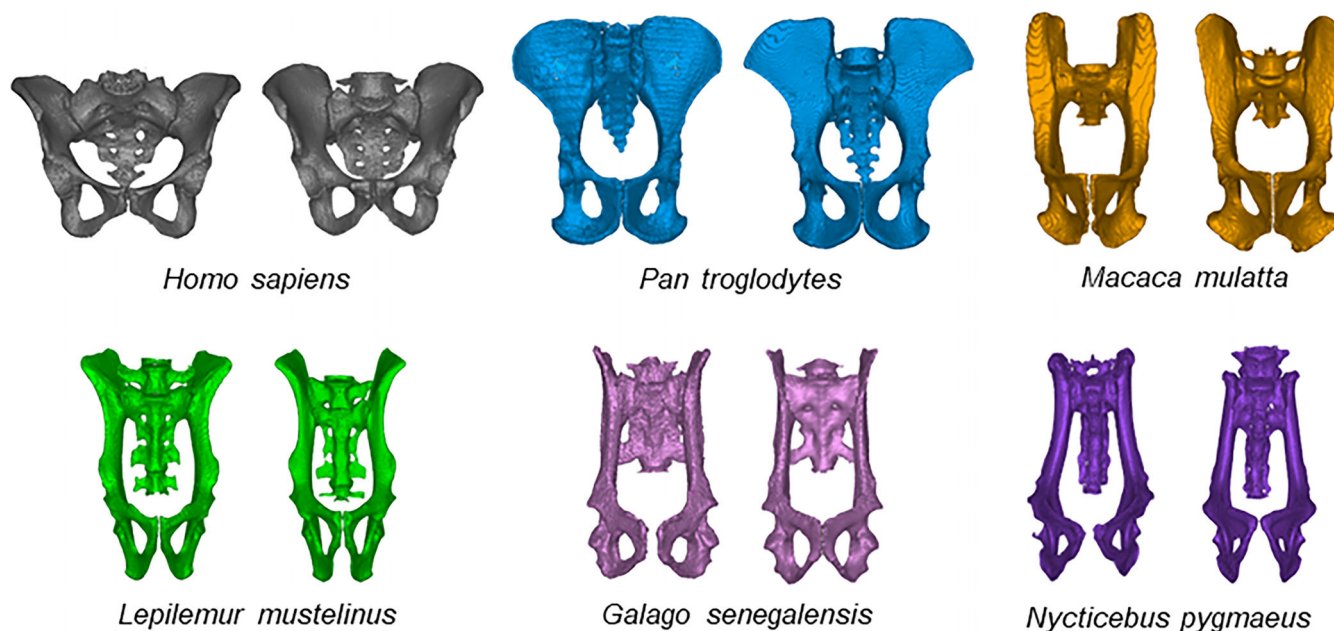 Homo sapiens
Pan troglodytes
Macaca mulatta
Lepilemur mustelinus
Galago senegalensis
Nycticebus pygmaeus